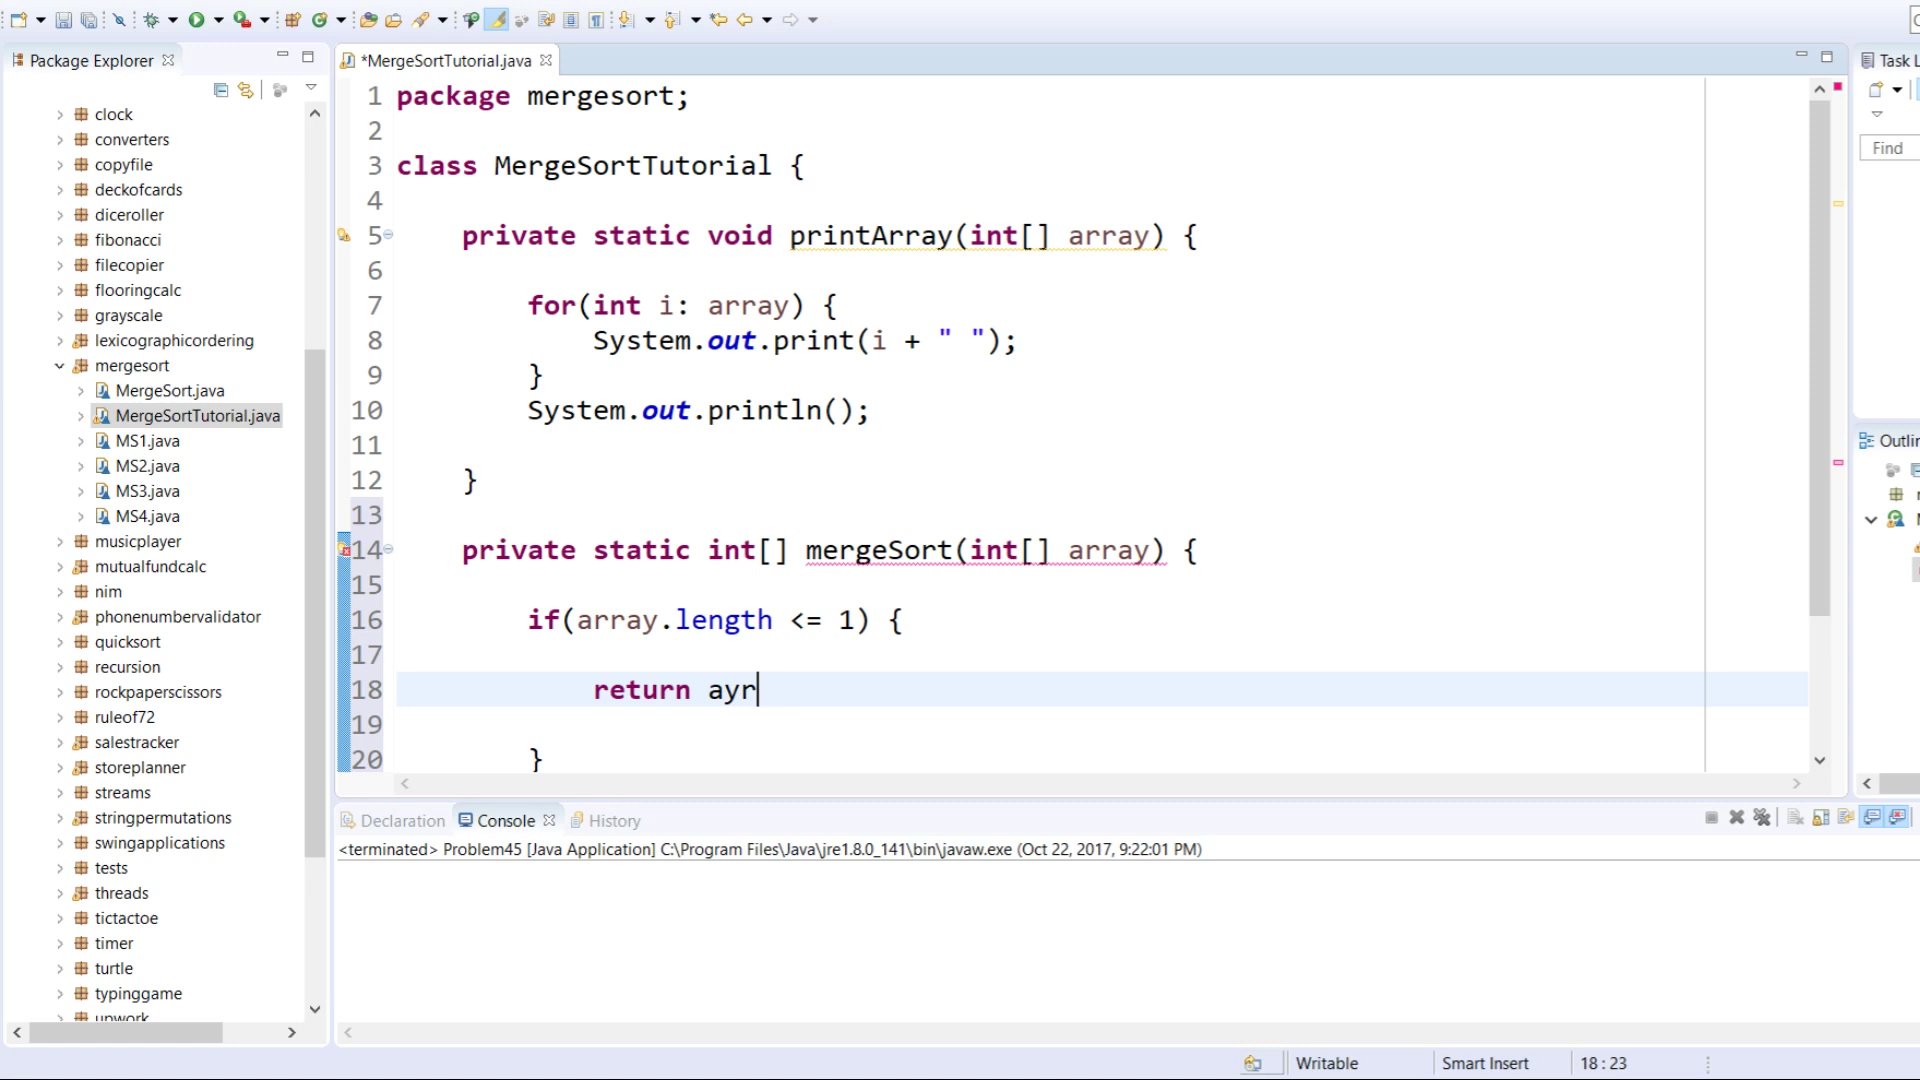 Package Explorer
clock
converters
copyfile
deckofcards
diceroller
fibonacci
filecopier
flooringcalc
grayscale
lexicographicordering
mergesort
MergeSort.java
MergeSortTutorial.java
MS1.java
MS2.java
MS3.java
MS4.java
musicplayer
mutualfundcalc
nim
phonenumbervalidator
quicksort
recursion
rockpaperscissors
ruleof72
salestracker
storeplanner
streams
stringpermutations
swingapplications
tests
threads
tictactoe
timer
turtle
typinggame
upwork
*MergeSortTutorial.java
1 package mergesort;
2
3 class MergeSortTutorial {
4
5 private static void printArray(int[] array) {
6
7 for(int i: array) {
8 System.out.print(i + " ");
9 }
10 System.out.println();
11
12 }
13
14 private static int[] mergeSort(int[] array) {
15
16 if(array.length <= 1) {
17
18 return ayr
19
20 }
Declaration Console History
<terminated> Problem45 [Java Application] C:\Program Files\Java\jre1.8.0_141\bin\javaw.exe (Oct 22, 2017, 9:22:01 PM)
Task L
Find
Outlin
Writable Smart Insert 18 : 23